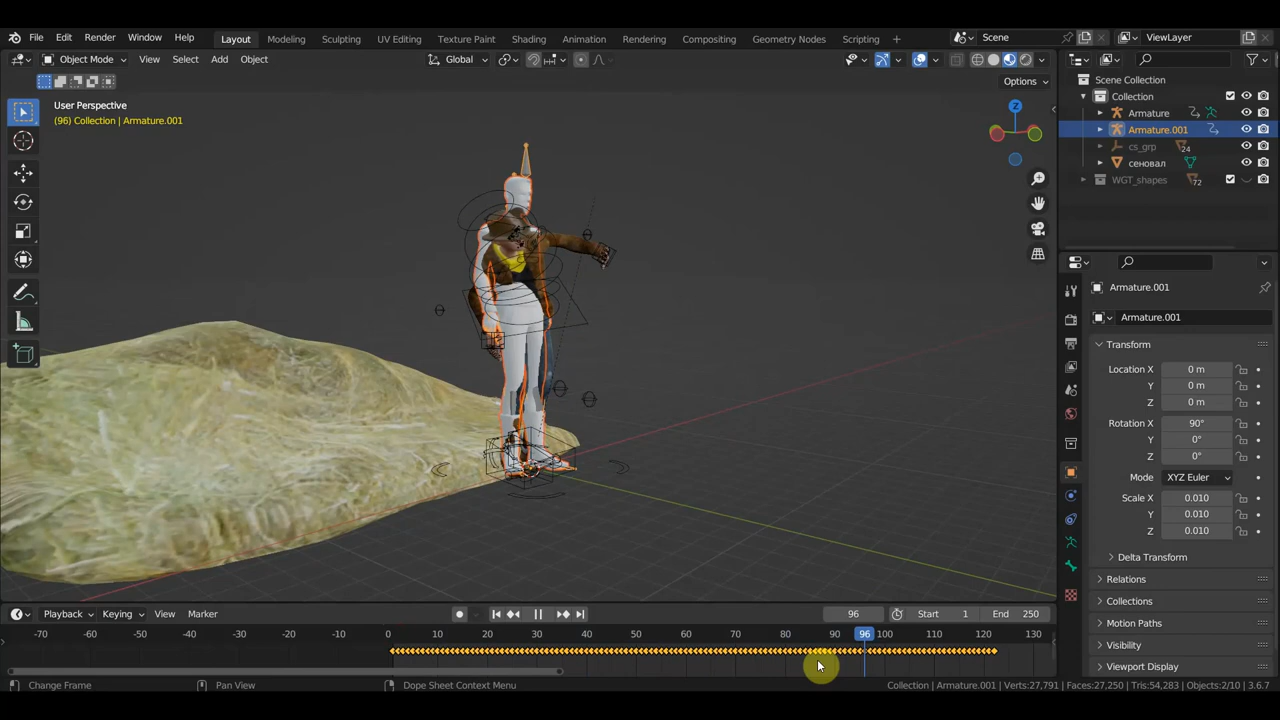 File Edit Render Window Help Layout Modeling Sculpting UV Editing Texture Paint Shading Animation Rendering Compositing Geometry Nodes Scripting + Scene ViewLayer
Object Mode View Select Add Object Global
Options
User Perspective
(96) Collection | Armature.001
Z
Scene Collection
Collection
Armature
Armature.001
cs_grp 24
сеновал
WGT_shapes 72
Armature.001
Armature.001
Transform
Location X 0 m
Y 0 m
Z 0 m
Rotation X 90°
Y 0°
Z 0°
Mode XYZ Euler
Scale X 0.010
Y 0.010
Z 0.010
Delta Transform
Relations
Collections
Motion Paths
Visibility
Viewport Display
Playback Keying View Marker 96 Start 1 End 250
-70 -60 -50 -40 -30 -20 -10 0 10 20 30 40 50 60 70 80 90 96 100 110 120 130
Change Frame Pan View Dope Sheet Context Menu Collection | Armature.001 | Verts:27,791 | Faces:27,250 | Tris:54,283 | Objects:2/10 | 3.6.7